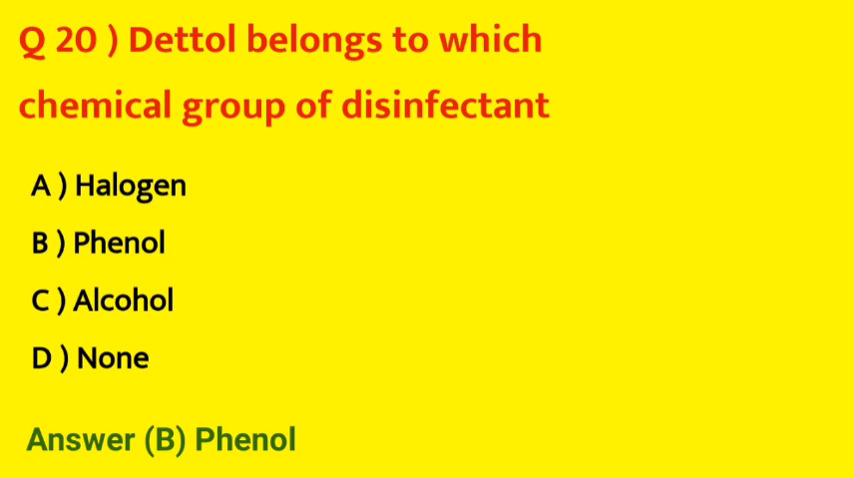 Q 20 ) Dettol belongs to which
chemical group of disinfectant
A ) Halogen
B ) Phenol
C ) Alcohol
D ) None
Answer (B) Phenol